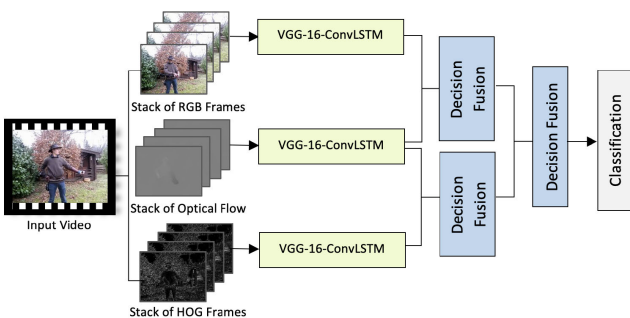 Input Video
Stack of RGB Frames
Stack of Optical Flow
Stack of HOG Frames
VGG-16-ConvLSTM
VGG-16-ConvLSTM
VGG-16-ConvLSTM
Decision
Fusion
Decision
Fusion
Decision Fusion
Classification